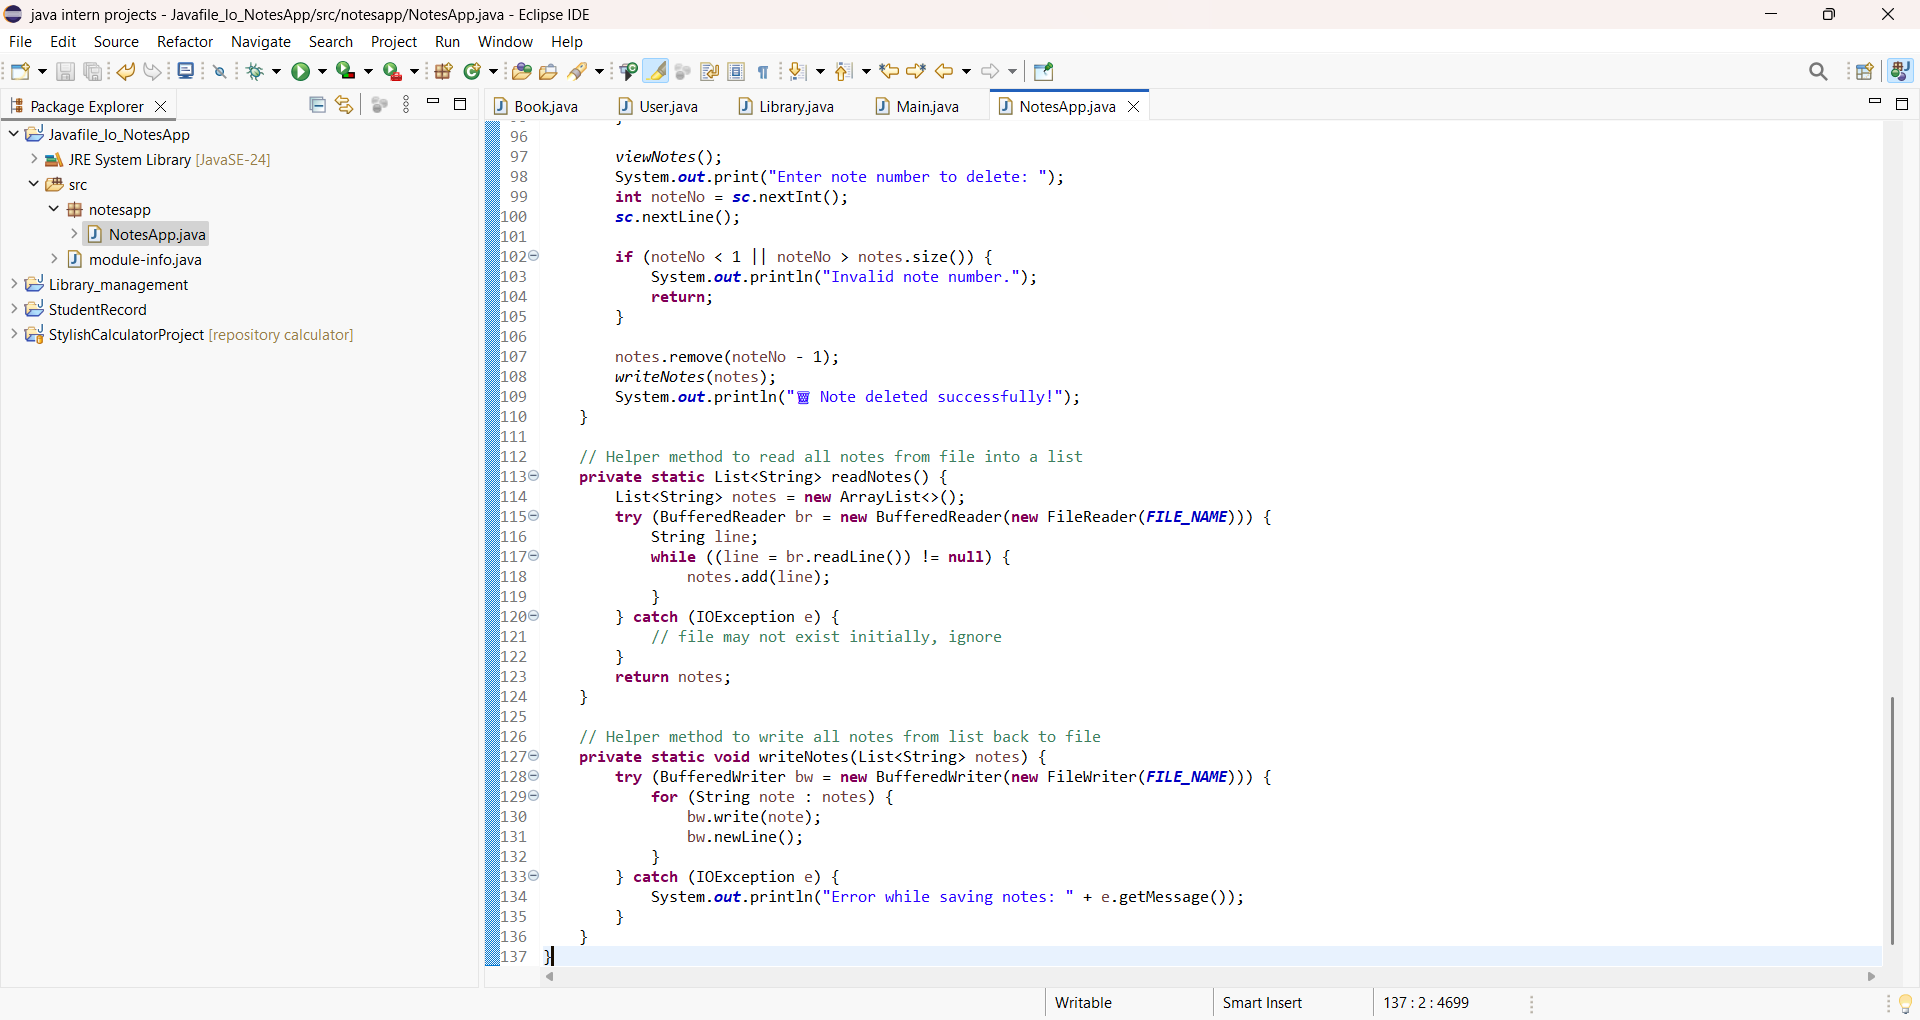 java intern projects - Javafile_Io_NotesApp/src/notesapp/NotesApp.java - Eclipse IDE
File Edit Source Refactor Navigate Search Project Run Window Help
Package Explorer
Javafile_Io_NotesApp
JRE System Library [JavaSE-24]
src
notesapp
NotesApp.java
module-info.java
Library_management
StudentRecord
StylishCalculatorProject [repository calculator]
Book.java User.java Library.java Main.java NotesApp.java
96
97 viewNotes();
98 System.out.print("Enter note number to delete: ");
99 int noteNo = sc.nextInt();
100 sc.nextLine();
101
102 if (noteNo < 1 || noteNo > notes.size()) {
103 System.out.println("Invalid note number.");
104 return;
105 }
106
107 notes.remove(noteNo - 1);
108 writeNotes(notes);
109 System.out.println("🗑 Note deleted successfully!");
110 }
111
112 // Helper method to read all notes from file into a list
113 private static List<String> readNotes() {
114 List<String> notes = new ArrayList<>();
115 try (BufferedReader br = new BufferedReader(new FileReader(FILE_NAME))) {
116 String line;
117 while ((line = br.readLine()) != null) {
118 notes.add(line);
119 }
120 } catch (IOException e) {
121 // file may not exist initially, ignore
122 }
123 return notes;
124 }
125
126 // Helper method to write all notes from list back to file
127 private static void writeNotes(List<String> notes) {
128 try (BufferedWriter bw = new BufferedWriter(new FileWriter(FILE_NAME))) {
129 for (String note : notes) {
130 bw.write(note);
131 bw.newLine();
132 }
133 } catch (IOException e) {
134 System.out.println("Error while saving notes: " + e.getMessage());
135 }
136 }
137 }
Writable Smart Insert 137 : 2 : 4699